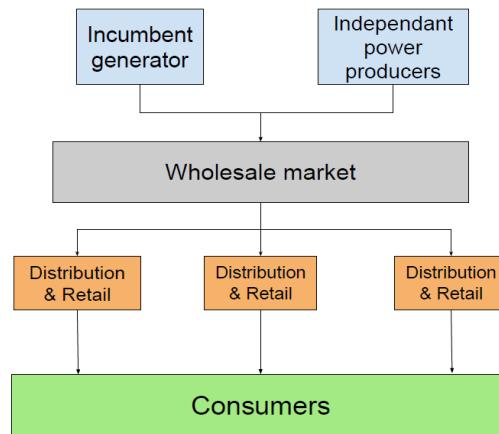 Incumbent
generator
Independant
power
producers
Wholesale market
Distribution
& Retail
Distribution
& Retail
Distribution
& Retail
Consumers